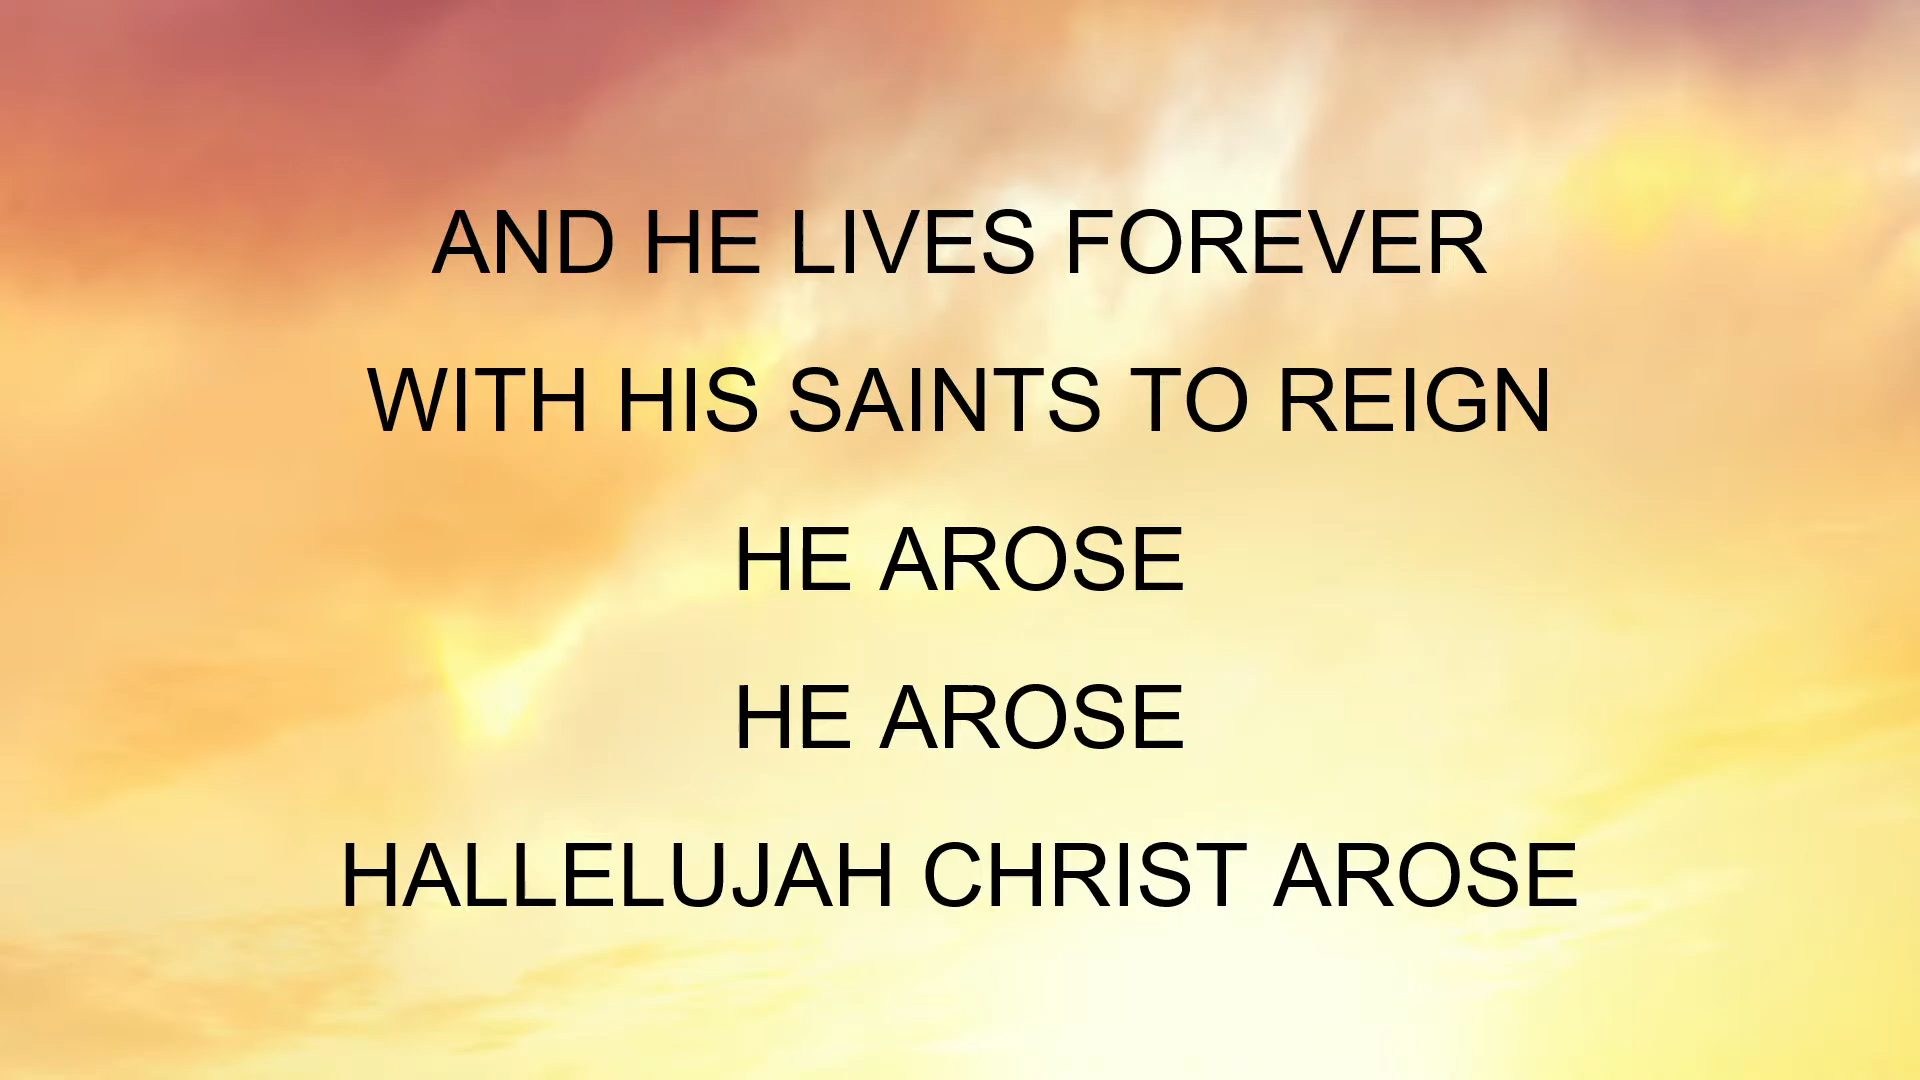 AND HE LIVES FOREVER
WITH HIS SAINTS TO REIGN
HE AROSE
HE AROSE
HALLELUJAH CHRIST AROSE